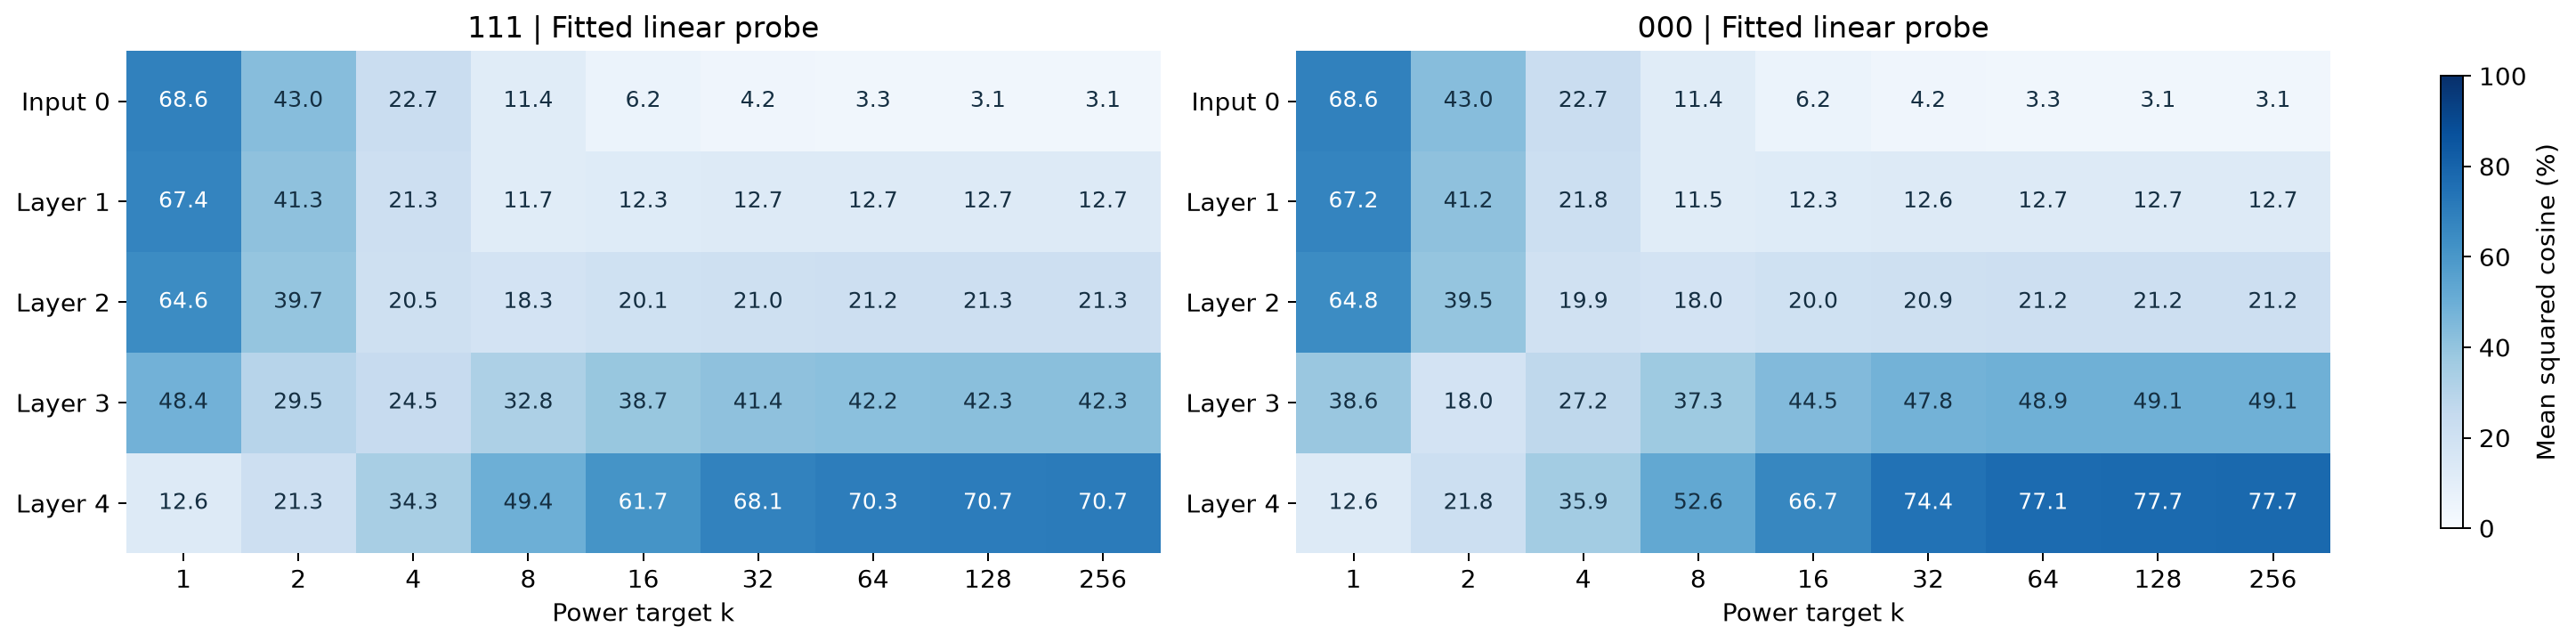 111 | Fitted linear probe
Input 0 68.6 43.0 22.7 11.4 6.2 4.2 3.3 3.1 3.1
Layer 1 67.4 41.3 21.3 11.7 12.3 12.7 12.7 12.7 12.7
Layer 2 64.6 39.7 20.5 18.3 20.1 21.0 21.2 21.3 21.3
Layer 3 48.4 29.5 24.5 32.8 38.7 41.4 42.2 42.3 42.3
Layer 4 12.6 21.3 34.3 49.4 61.7 68.1 70.3 70.7 70.7
1 2 4 8 16 32 64 128 256
Power target k
000 | Fitted linear probe
Input 0 68.6 43.0 22.7 11.4 6.2 4.2 3.3 3.1 3.1
Layer 1 67.2 41.2 21.8 11.5 12.3 12.6 12.7 12.7 12.7
Layer 2 64.8 39.5 19.9 18.0 20.0 20.9 21.2 21.2 21.2
Layer 3 38.6 18.0 27.2 37.3 44.5 47.8 48.9 49.1 49.1
Layer 4 12.6 21.8 35.9 52.6 66.7 74.4 77.1 77.7 77.7
1 2 4 8 16 32 64 128 256
Power target k
100
80
60
40
20
0
Mean squared cosine (%)